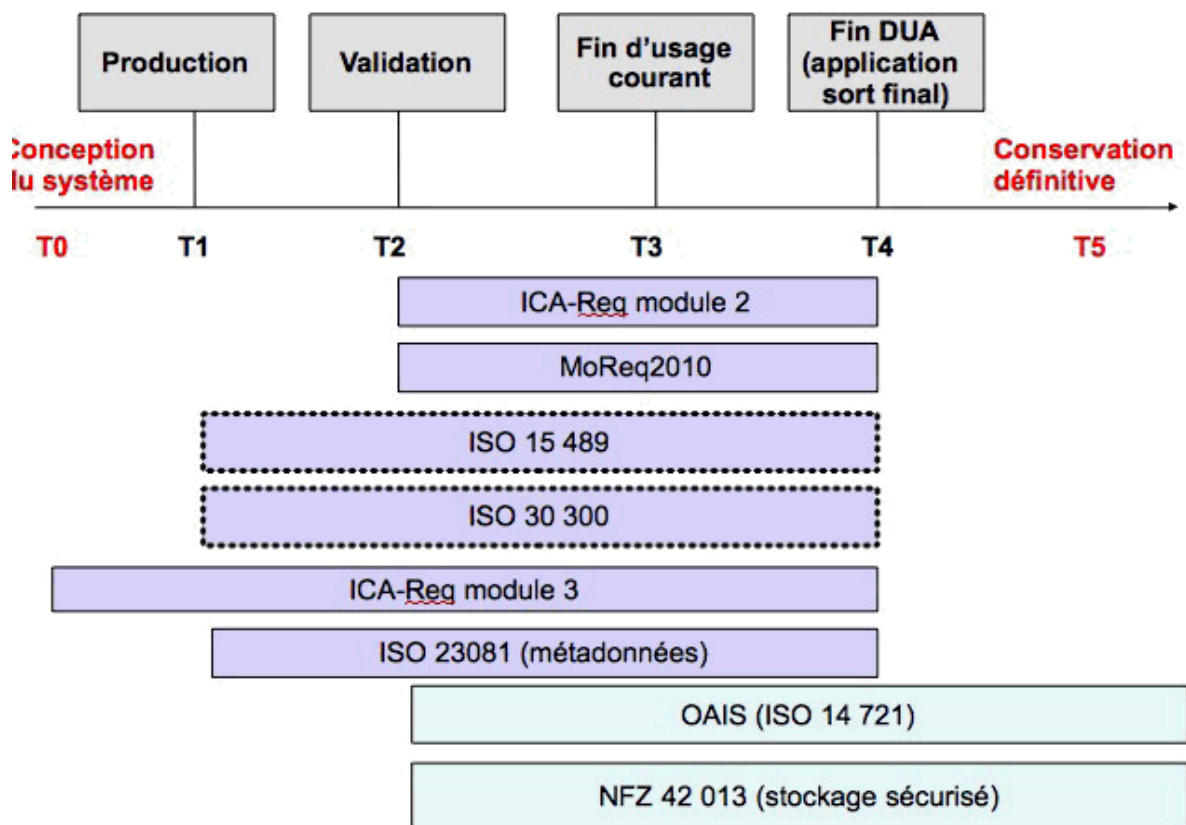 Production
Validation
Fin d'usage
courant
Fin DUA
(application
sort final)
Conception
du système
Conservation
définitive
T0
T1
T2
T3
T4
T5
ICA-Req module 2
MoReq2010
ISO 15 489
ISO 30 300
ICA-Req module 3
ISO 23081 (métadonnées)
OAIS (ISO 14 721)
NFZ 42 013 (stockage sécurisé)